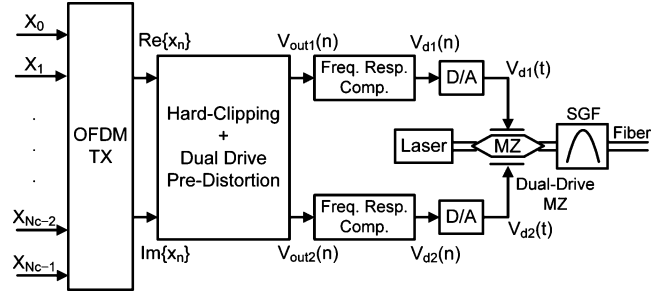 X0
X1
.
.
.
XNc-2
XNc-1
OFDM
TX
Re{xn}
Im{xn}
Hard-Clipping
+
Dual Drive
Pre-Distortion
Vout1(n)
Freq. Resp.
Comp.
Vd1(n)
D/A
Vd1(t)
Vout2(n)
Freq. Resp.
Comp.
Vd2(n)
D/A
Vd2(t)
Laser
MZ
Dual-Drive
MZ
SGF
Fiber